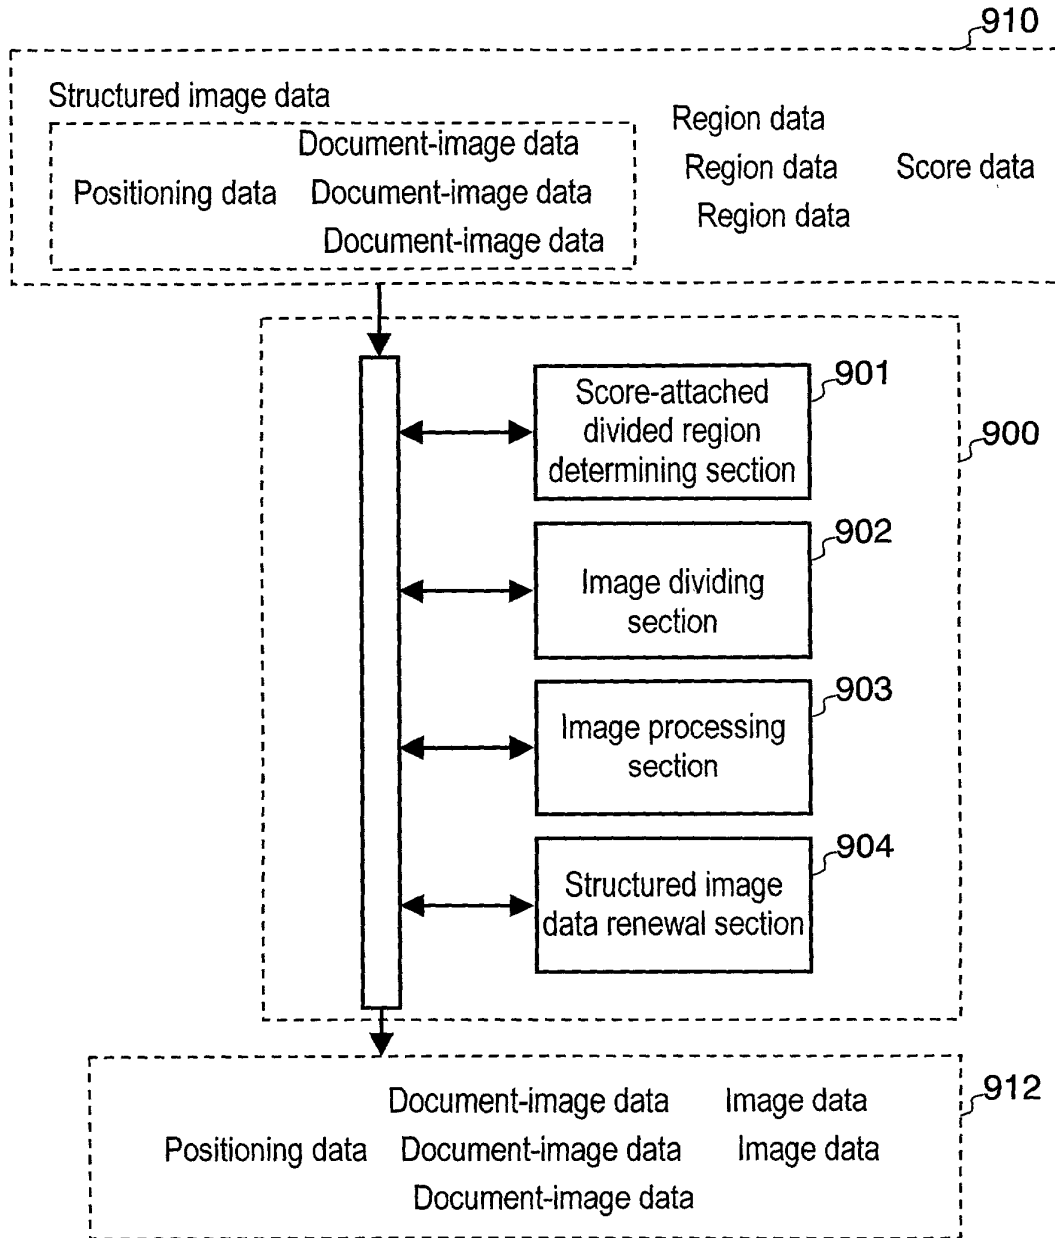 910
Structured image data
Document-image data
Positioning data Document-image data
Document-image data
Region data
Region data Score data
Region data
Score-attached
divided region
determining section
901
900
Image dividing
section
902
Image processing
section
903
Structured image
data renewal section
904
912
Document-image data Image data
Positioning data Document-image data Image data
Document-image data